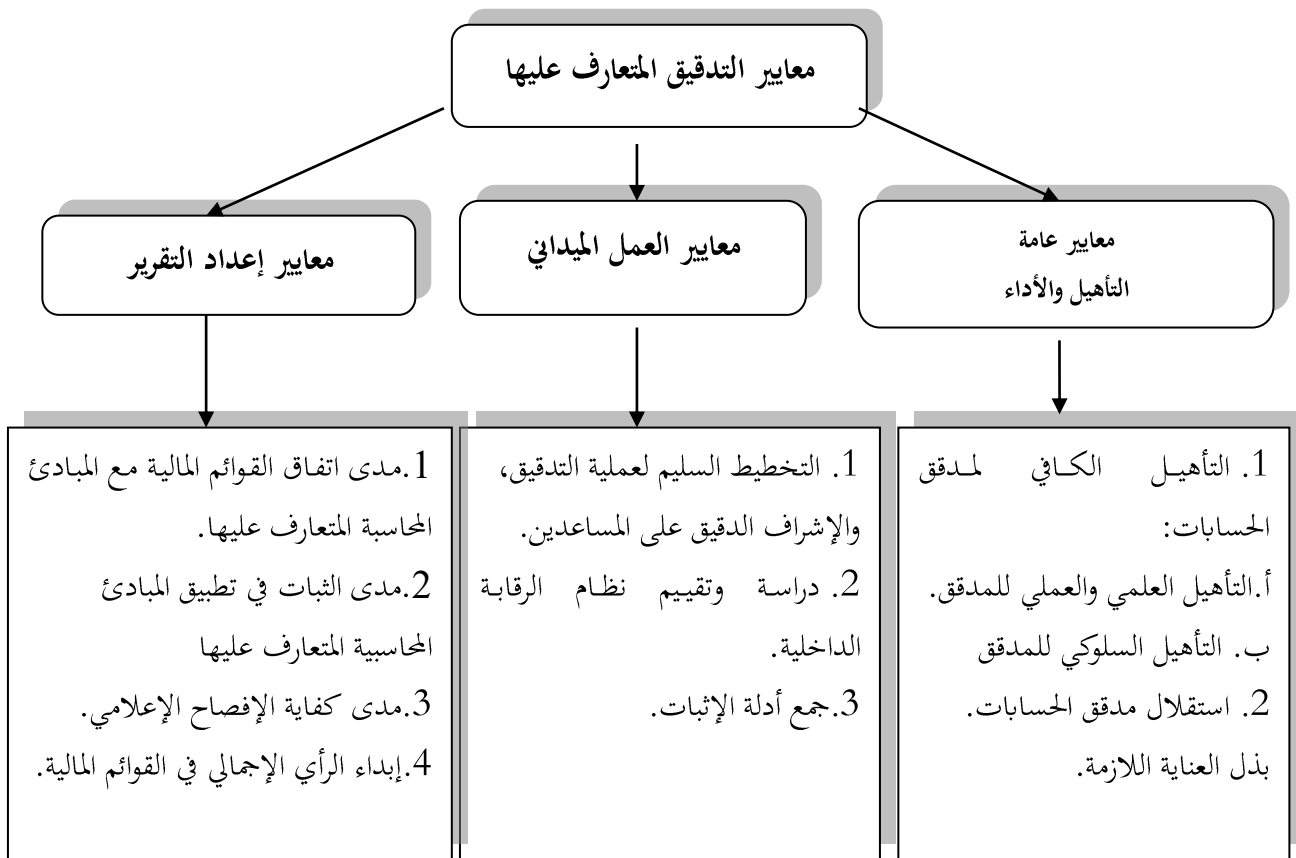 معايير التدقيق المتعارف عليها
معايير عامة
التأهيل والأداء
معايير العمل الميداني
معايير إعداد التقرير
1. التأهيل الكافي لمدقق
الحسابات:
أ.التأهيل العلمي والعملي للمدقق.
ب. التأهيل السلوكي للمدقق
2. استقلال مدقق الحسابات.
بذل العناية اللازمة.
1. التخطيط السليم لعملية التدقيق،
والإشراف الدقيق على المساعدين.
2. دراسة وتقييم نظام الرقابة
الداخلية.
3.جمع أدلة الإثبات.
1.مدى اتفاق القوائم المالية مع المبادئ
المحاسبة المتعارف عليها.
2.مدى الثبات في تطبيق المبادئ
المحاسبية المتعارف عليها
3.مدى كفاية الإفصاح الإعلامي.
4.إبداء الرأي الإجمالي في القوائم المالية.